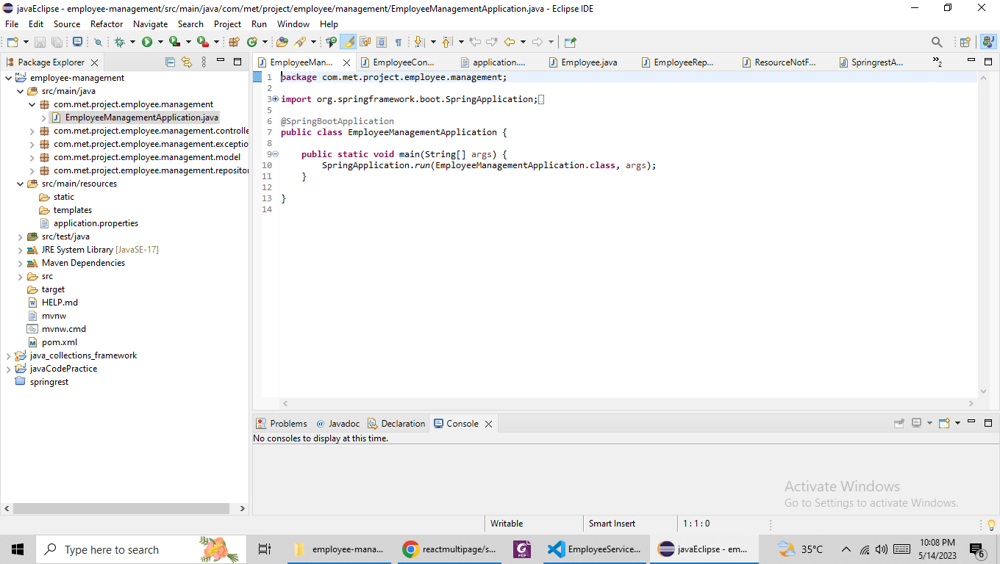 javaEclipse - employee-management/src/main/java/com/met/project/employee/management/EmployeeManagementApplication.java - Eclipse IDE
File Edit Source Refactor Navigate Search Project Run Window Help
Package Explorer
employee-management
src/main/java
com.met.project.employee.management
EmployeeManagementApplication.java
com.met.project.employee.management.controlle
com.met.project.employee.management.exceptio
com.met.project.employee.management.model
com.met.project.employee.management.reposito
src/main/resources
static
templates
application.properties
src/test/java
JRE System Library [JavaSE-17]
Maven Dependencies
src
target
HELP.md
mvnw
mvnw.cmd
pom.xml
java_collections_framework
javaCodePractice
springrest
EmployeeMan... EmployeeCon... application.... Employee.java EmployeeRep... ResourceNotF... SpringrestA... »2
1 package com.met.project.employee.management;
2
3 import org.springframework.boot.SpringApplication;
5
6 @SpringBootApplication
7 public class EmployeeManagementApplication {
8
9 public static void main(String[] args) {
10 SpringApplication.run(EmployeeManagementApplication.class, args);
11 }
12
13 }
14
Problems @ Javadoc Declaration Console
No consoles to display at this time.
Activate Windows
Go to Settings to activate Windows.
Writable Smart Insert 1 : 1 : 0
Type here to search employee-mana... reactmultipage/s... EmployeeService... javaEclipse - em... 35°C 10:08 PM
5/14/2023
6